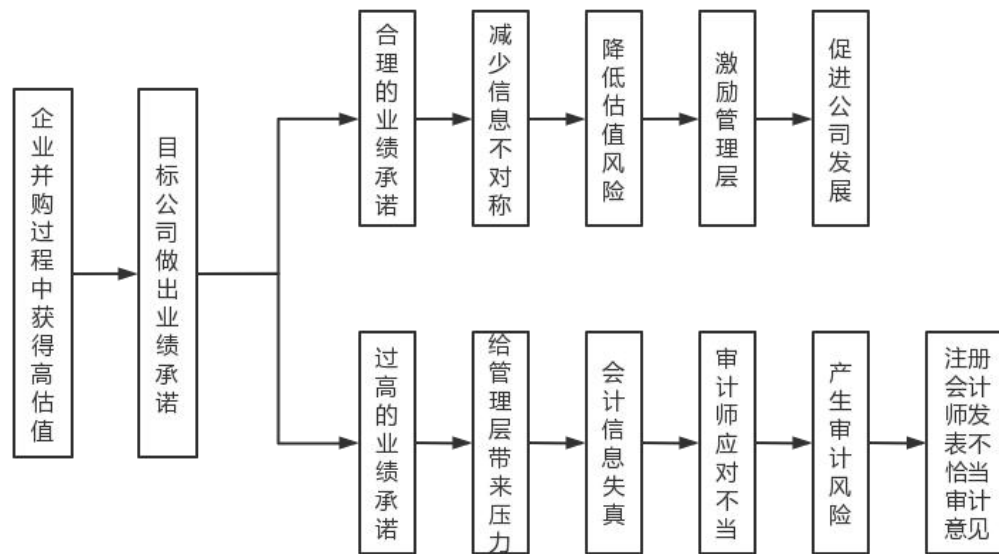 企业并购过程中获得高估值
目标公司做出业绩承诺
合理的业绩承诺
减少信息不对称
降低估值风险
激励管理层
促进公司发展
过高的业绩承诺
给管理层带来压力
会计信息失真
审计师应对不当
产生审计风险
注册会计师发表不恰当审计意见